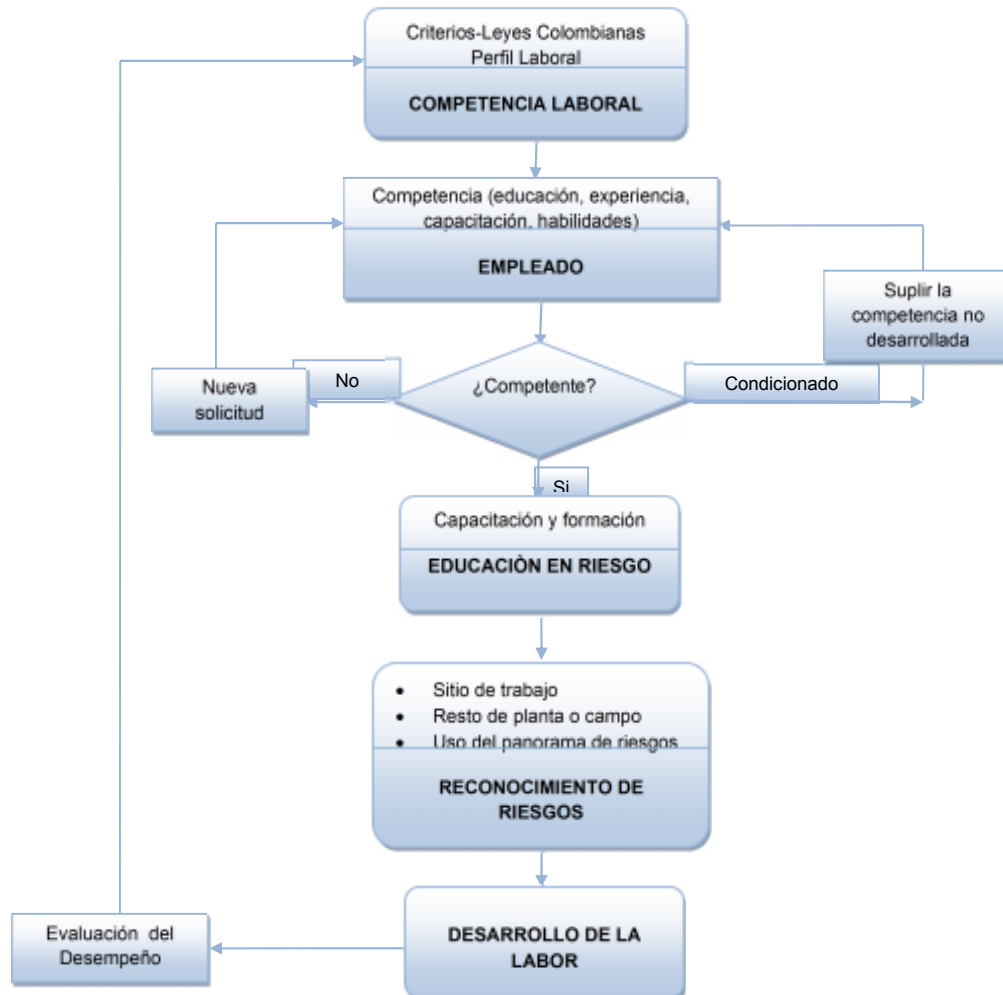 Criterios-Leyes Colombianas
Perfil Laboral
COMPETENCIA LABORAL
Competencia (educación, experiencia,
capacitación, habilidades)
EMPLEADO
Suplir la
competencia no
desarrollada
Nueva
solicitud
No
¿Competente?
Condicionado
Si
Capacitación y formación
EDUCACIÒN EN RIESGO
• Sitio de trabajo
• Resto de planta o campo
• Uso del panorama de riesgos
RECONOCIMIENTO DE
RIESGOS
Evaluación del
Desempeño
DESARROLLO DE LA
LABOR